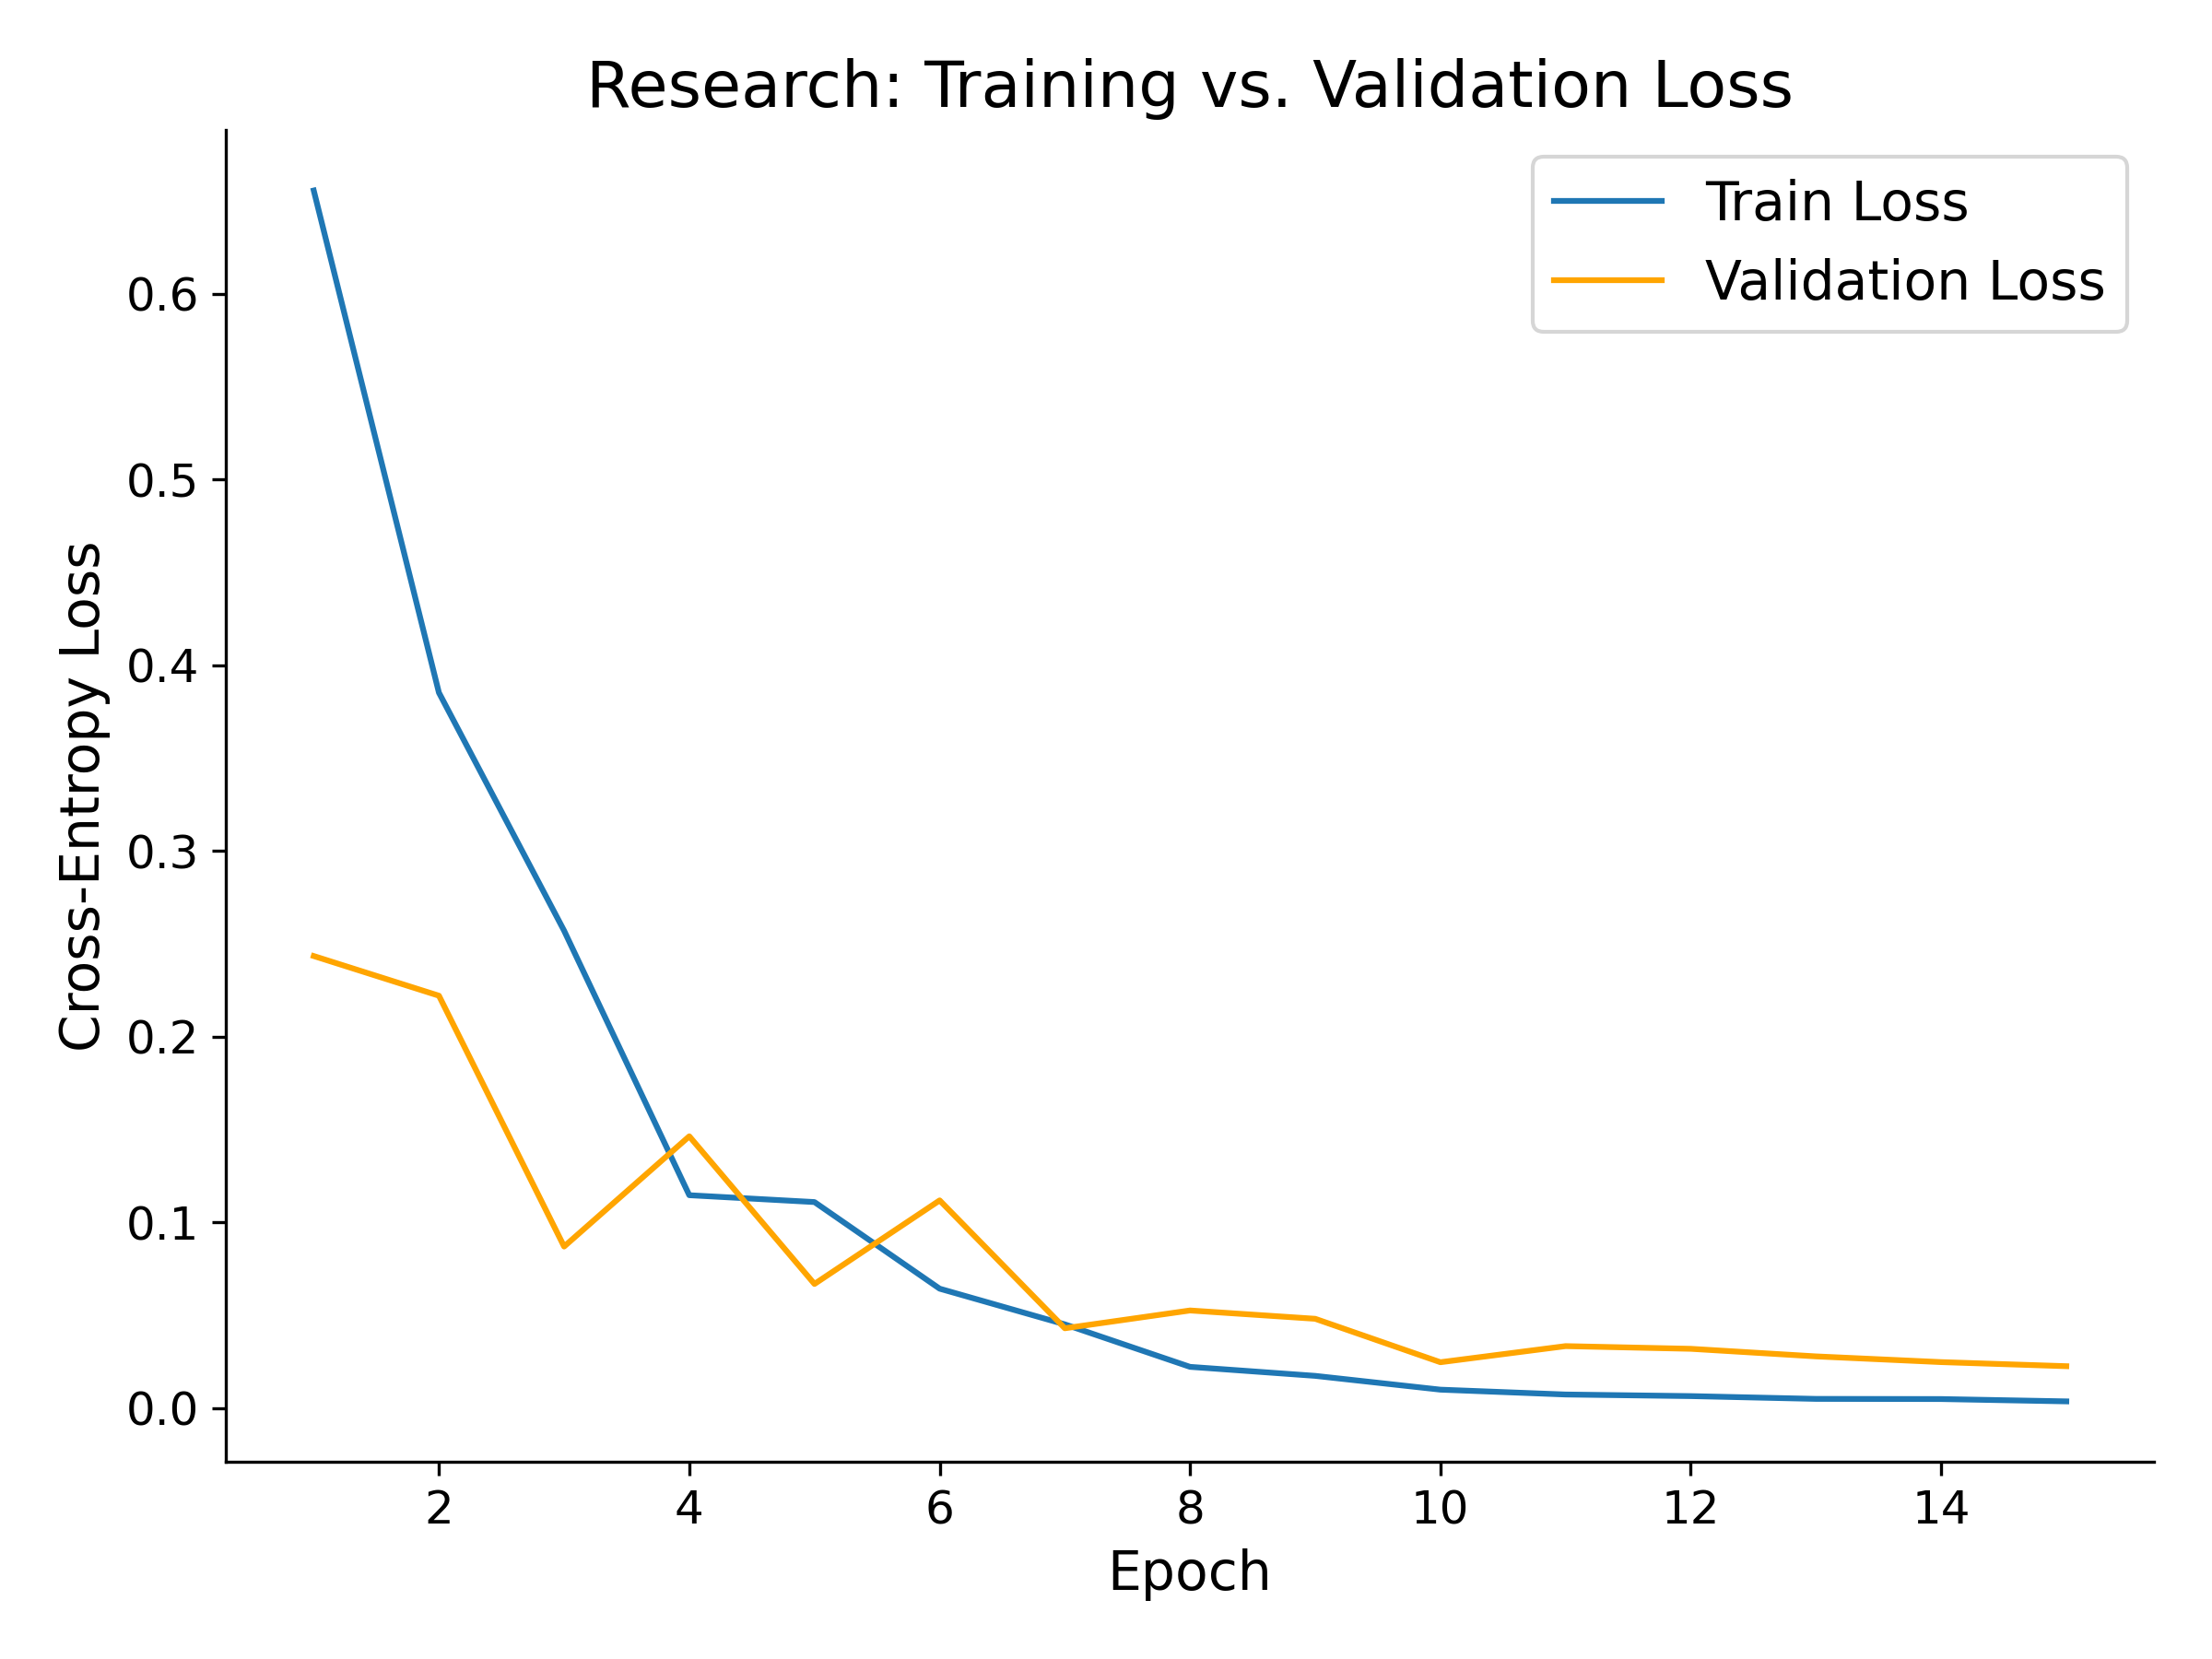 Research: Training vs. Validation Loss
Train Loss
Validation Loss
Cross-Entropy Loss
0.6
0.5
0.4
0.3
0.2
0.1
0.0
2 4 6 8 10 12 14
Epoch